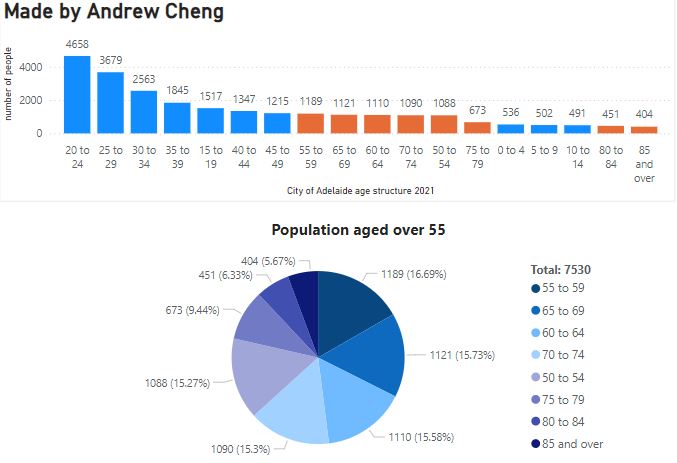 Made by Andrew Cheng
number of people
4000
2000
0
4658
3679
2563
1845
1517
1347
1215
1189
1121
1110
1090
1088
673
536
502
491
451
404
20 to 24
25 to 29
30 to 34
35 to 39
15 to 19
40 to 44
45 to 49
55 to 59
65 to 69
60 to 64
70 to 74
50 to 54
75 to 79
0 to 4
5 to 9
10 to 14
80 to 84
85 and over
City of Adelaide age structure 2021
Population aged over 55
404 (5.67%)
451 (6.33%)
673 (9.44%)
1088 (15.27%)
1090 (15.3%)
1189 (16.69%)
1121 (15.73%)
1110 (15.58%)
Total: 7530
55 to 59
65 to 69
60 to 64
70 to 74
50 to 54
75 to 79
80 to 84
85 and over